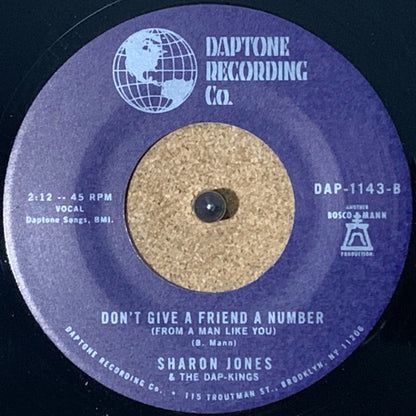 DAPTONE
RECORDING
Co.
2:12 -- 45 RPM
VOCAL
Daptone Songs, BMI.
DAP-1143-B
ANOTHER
BOSCO MANN
PRODUCTION.
DON'T GIVE A FRIEND A NUMBER
(FROM A MAN LIKE YOU)
(B. Mann)
SHARON JONES
& THE DAP-KINGS
DAPTONE RECORDING Co. • 115 TROUTMAN ST., BROOKLYN, NY 11206